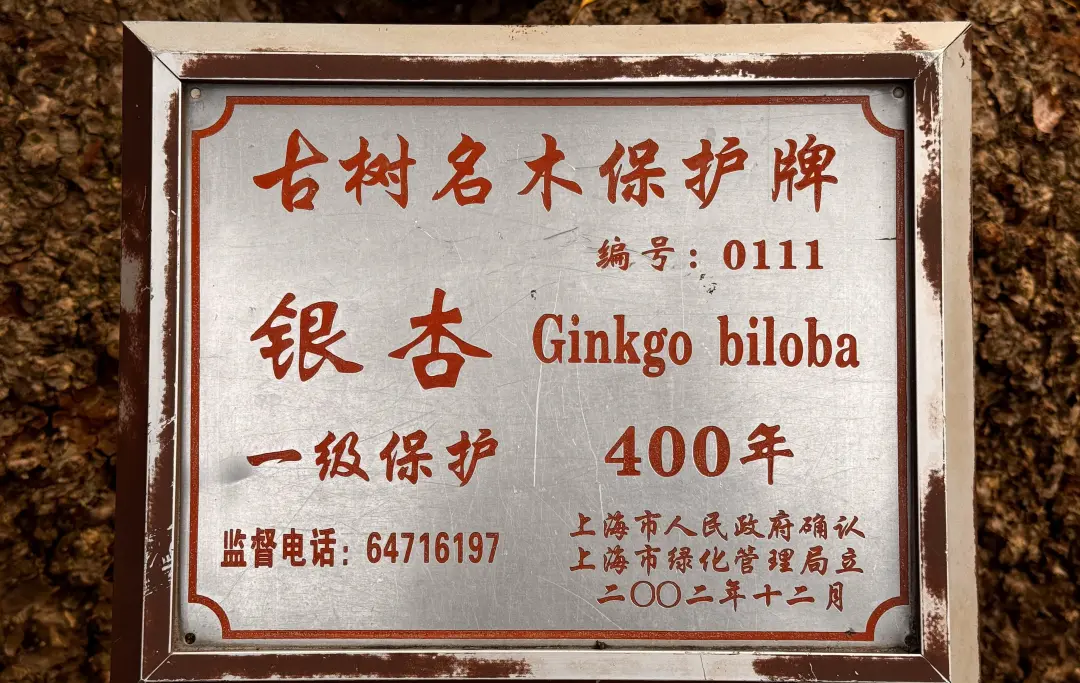 古树名木保护牌
编号：0111
银杏 Ginkgo biloba
一级保护 400年
监督电话：64716197
上海市人民政府确认
上海市绿化管理局立
二〇〇二年十二月